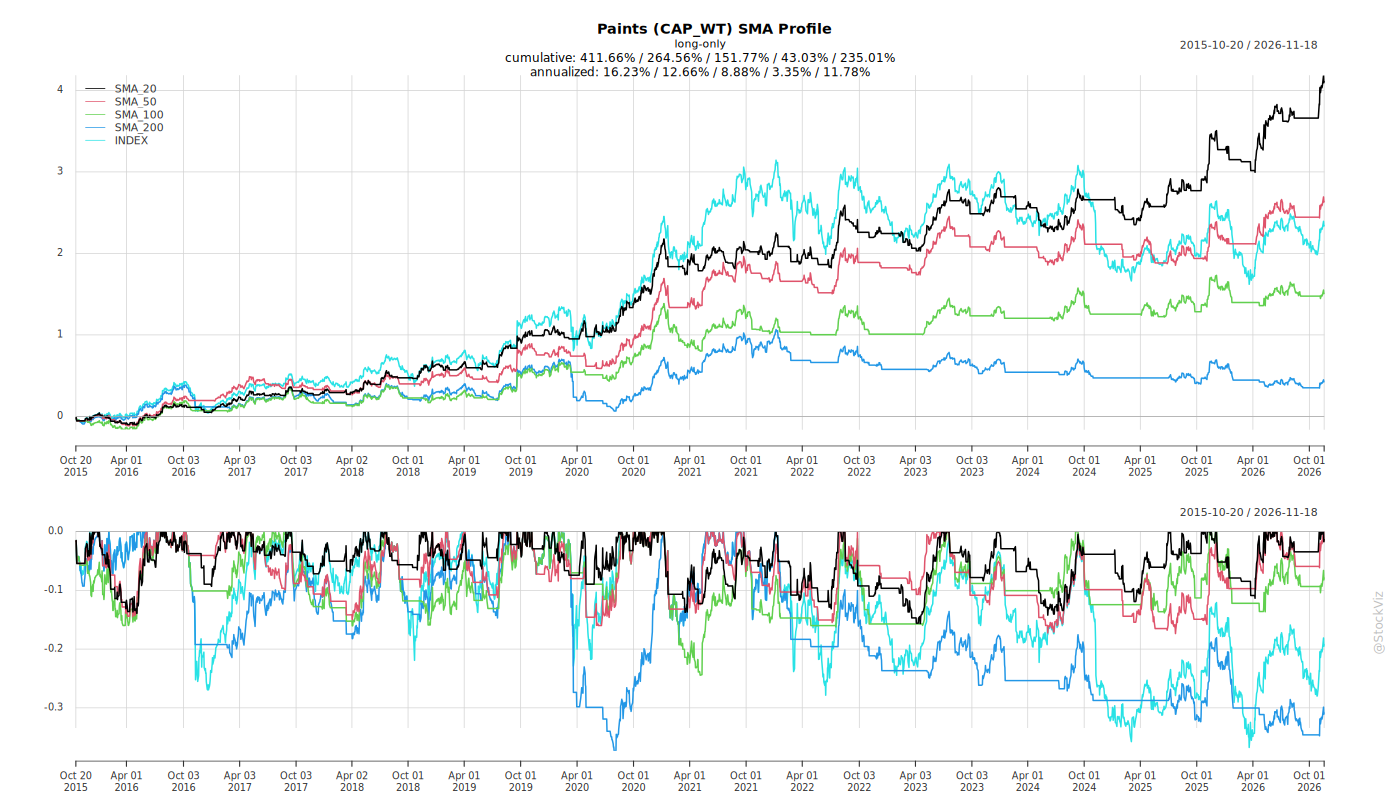 Paints (CAP_WT) SMA Profile
long-only
cumulative: 411.66% / 264.56% / 151.77% / 43.03% / 235.01%
annualized: 16.23% / 12.66% / 8.88% / 3.35% / 11.78%
2015-10-20 / 2026-11-18
SMA_20
SMA_50
SMA_100
SMA_200
INDEX
4
3
2
1
0
Oct 20 2015
Apr 01 2016
Oct 03 2016
Apr 03 2017
Oct 03 2017
Apr 02 2018
Oct 01 2018
Apr 01 2019
Oct 01 2019
Apr 01 2020
Oct 01 2020
Apr 01 2021
Oct 01 2021
Apr 01 2022
Oct 03 2022
Apr 03 2023
Oct 03 2023
Apr 01 2024
Oct 01 2024
Apr 01 2025
Oct 01 2025
Apr 01 2026
Oct 01 2026
2015-10-20 / 2026-11-18
0.0
-0.1
-0.2
-0.3
Oct 20 2015
Apr 01 2016
Oct 03 2016
Apr 03 2017
Oct 03 2017
Apr 02 2018
Oct 01 2018
Apr 01 2019
Oct 01 2019
Apr 01 2020
Oct 01 2020
Apr 01 2021
Oct 01 2021
Apr 01 2022
Oct 03 2022
Apr 03 2023
Oct 03 2023
Apr 01 2024
Oct 01 2024
Apr 01 2025
Oct 01 2025
Apr 01 2026
Oct 01 2026
@StockViz